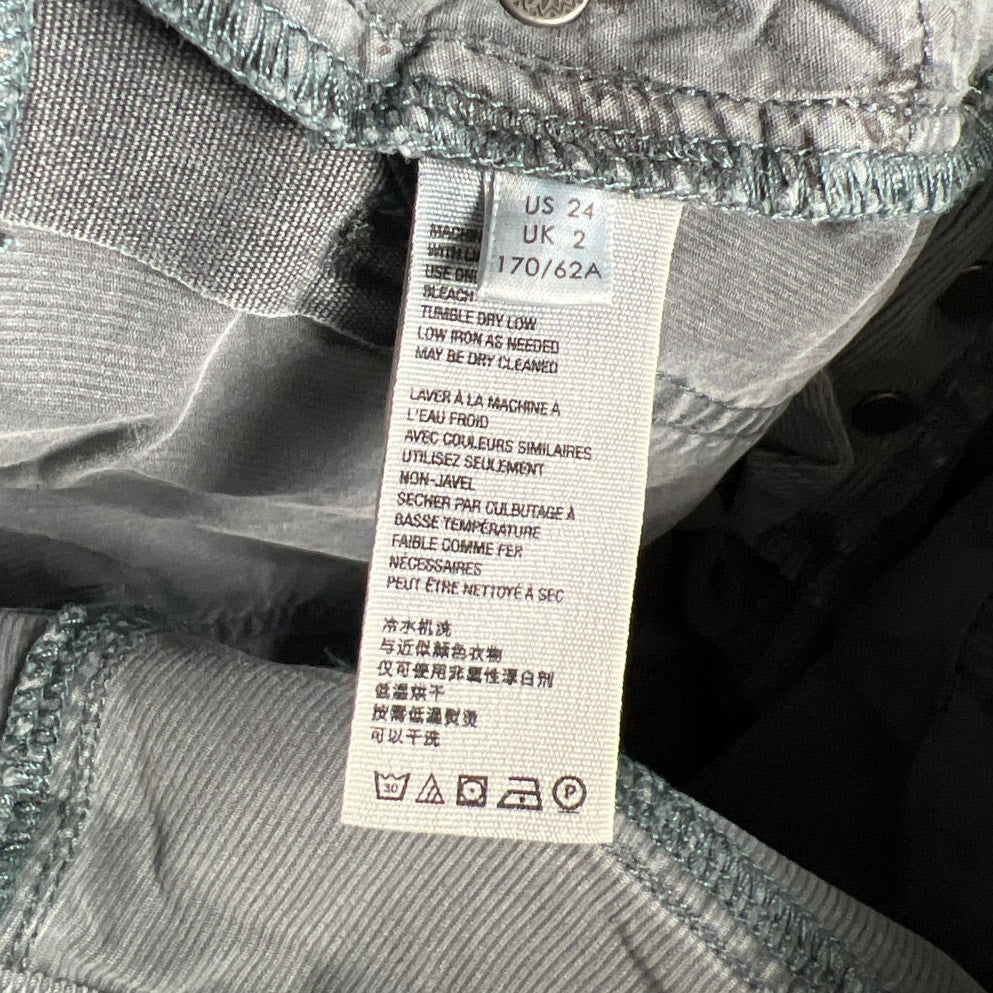 US 24
UK 2
170/62A
USE
BLEACH
TUMBLE DRY LOW
LOW IRON AS NEEDED
MAY BE DRY CLEANED
LAVER À LA MACHINE A
L'EAU FROID
AVEC COULEURS SIMILAIRES
UTILISEZ SEULEMENT
NON-JAVEL
SECHER PAR CULBUTAGE À
BASSE TEMPÉRATURE
FAIBLE COMME FER
NÉCESSAIRES
PEUT ÊTRE NETTOYÉ À SEC
冷水机洗
与近似颜色衣物
仅可使用非氯性漂白剂
低温烘干
按需低温熨烫
可以干洗
30
P